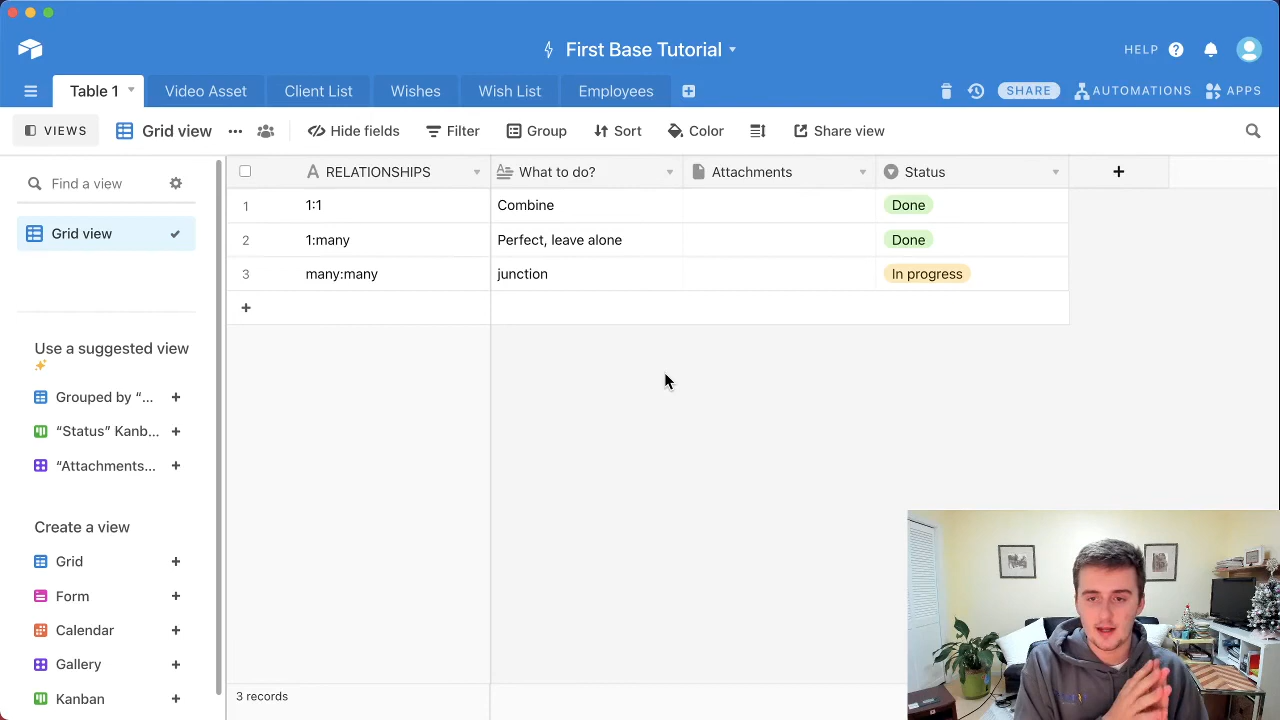 First Base Tutorial
HELP
Table 1
Video Asset
Client List
Wishes
Wish List
Employees
SHARE
AUTOMATIONS
APPS
VIEWS
Grid view
Hide fields
Filter
Group
Sort
Color
Share view
Find a view
Grid view
RELATIONSHIPS
What to do?
Attachments
Status
1
1:1
Combine
Done
2
1:many
Perfect, leave alone
Done
3
many:many
junction
In progress
Use a suggested view
Grouped by “...
“Status” Kanb...
“Attachments...
Create a view
Grid
Form
Calendar
Gallery
Kanban
3 records